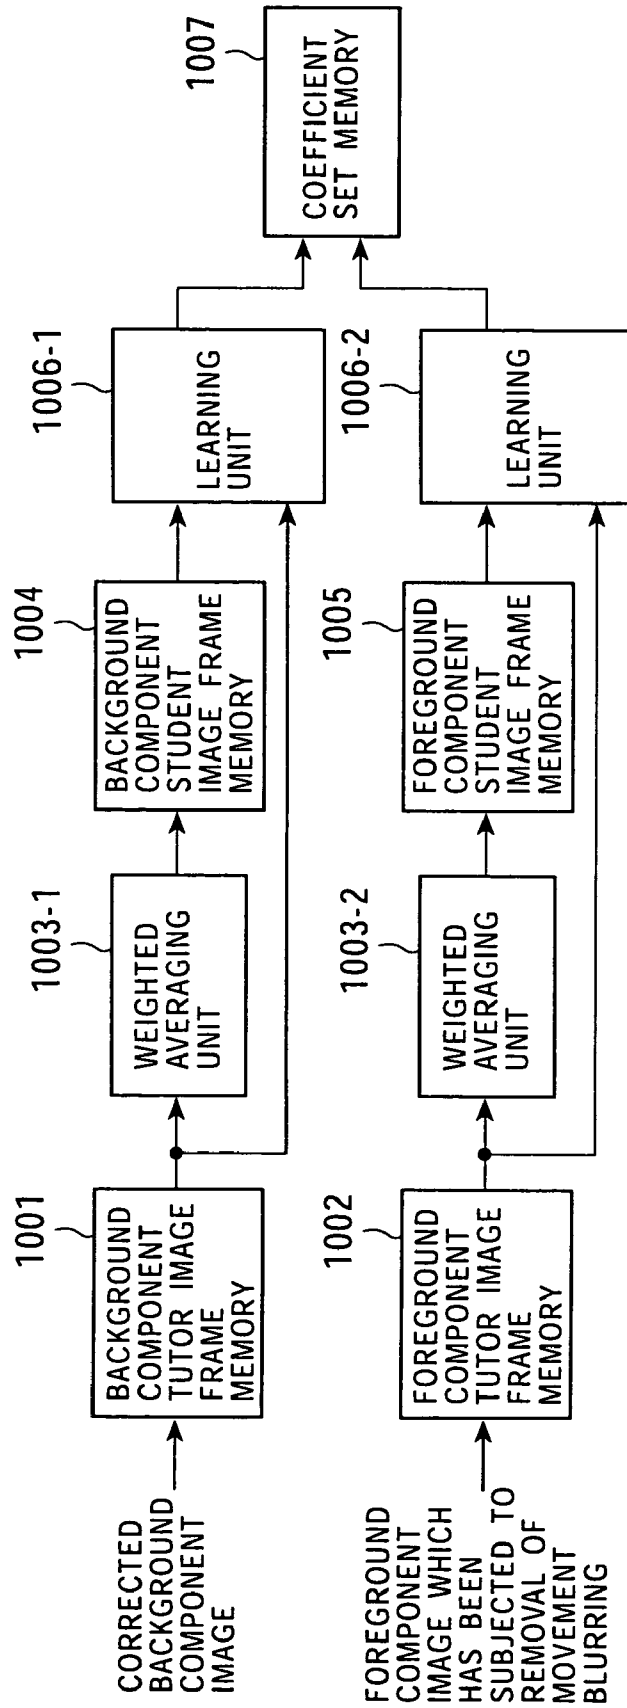 CORRECTED
BACKGROUND
COMPONENT
IMAGE
1001
BACKGROUND
COMPONENT
TUTOR IMAGE
FRAME
MEMORY
1003-1
WEIGHTED
AVERAGING
UNIT
1004
BACKGROUND
COMPONENT
STUDENT
IMAGE FRAME
MEMORY
1006-1
LEARNING
UNIT
1007
COEFFICIENT
SET MEMORY
FOREGROUND
COMPONENT
IMAGE WHICH
HAS BEEN
SUBJECTED TO
REMOVAL OF
MOVEMENT
BLURRING
1002
FOREGROUND
COMPONENT
TUTOR IMAGE
FRAME
MEMORY
1003-2
WEIGHTED
AVERAGING
UNIT
1005
FOREGROUND
COMPONENT
STUDENT
IMAGE FRAME
MEMORY
1006-2
LEARNING
UNIT